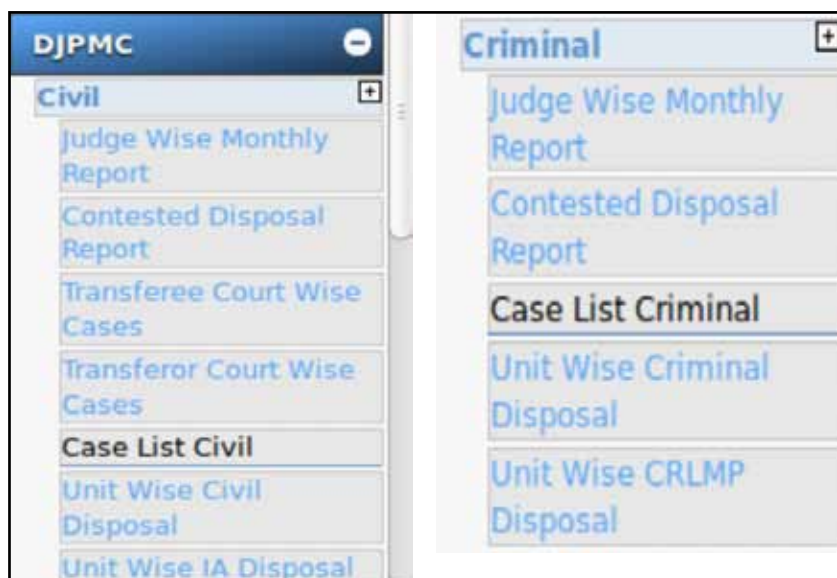 DJPMC
Civil
Judge Wise Monthly
Report
Contested Disposal
Report
Transferee Court Wise
Cases
Transferor Court Wise
Cases
Case List Civil
Unit Wise Civil
Disposal
Unit Wise IA Disposal
Criminal
Judge Wise Monthly
Report
Contested Disposal
Report
Case List Criminal
Unit Wise Criminal
Disposal
Unit Wise CRLMP
Disposal